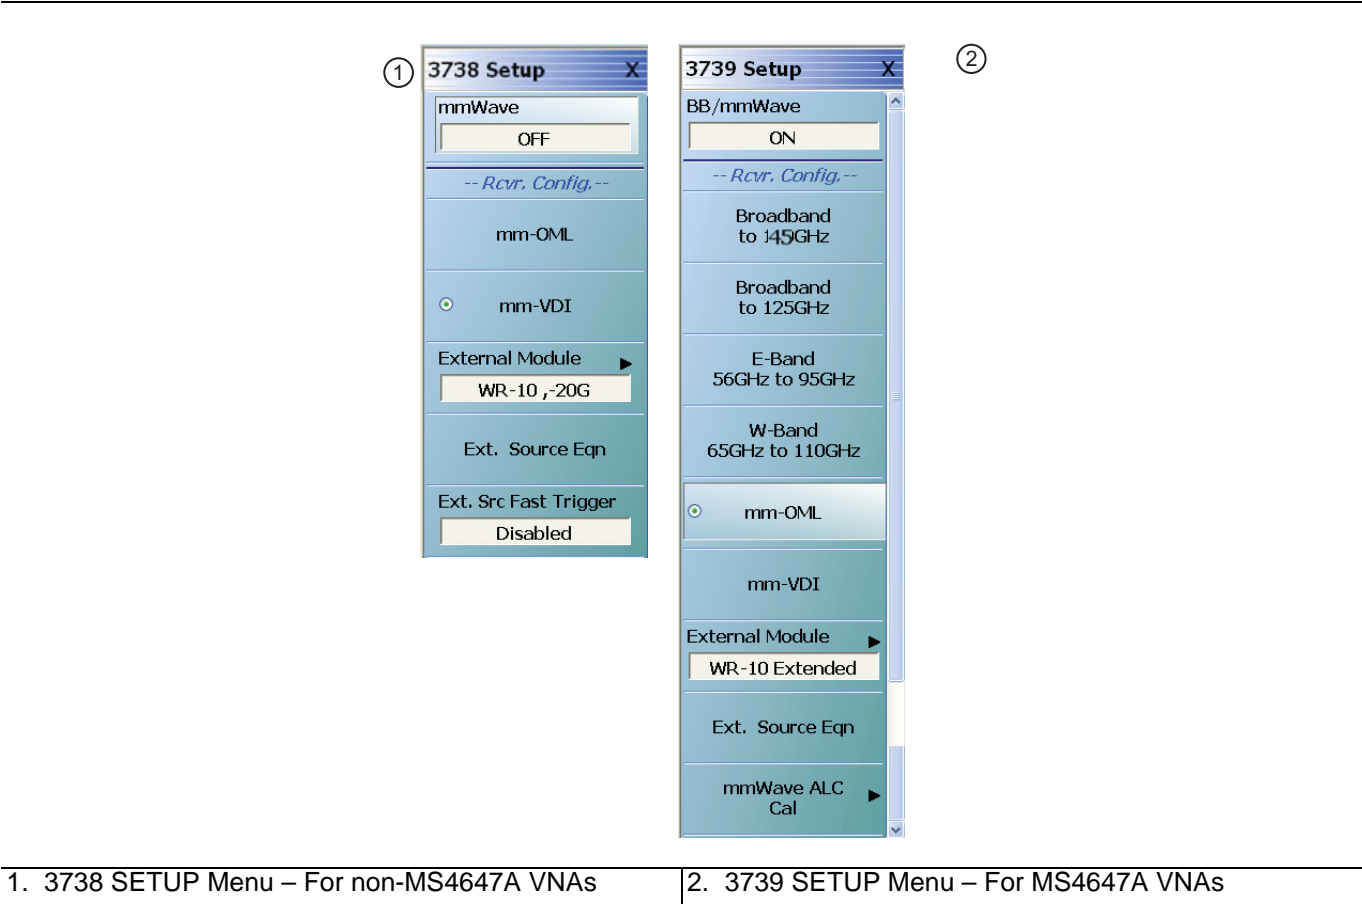 1
3738 Setup X
mmWave
OFF
-- Rcvr. Config. --
mm-OML
mm-VDI
External Module
WR-10 ,-20G
Ext. Source Eqn
Ext. Src Fast Trigger
Disabled
2
3739 Setup X
BB/mmWave
ON
-- Rcvr. Config. --
Broadband
to 145GHz
Broadband
to 125GHz
E-Band
56GHz to 95GHz
W-Band
65GHz to 110GHz
mm-OML
mm-VDI
External Module
WR-10 Extended
Ext. Source Eqn
mmWave ALC
Cal
1. 3738 SETUP Menu – For non-MS4647A VNAs
2. 3739 SETUP Menu – For MS4647A VNAs